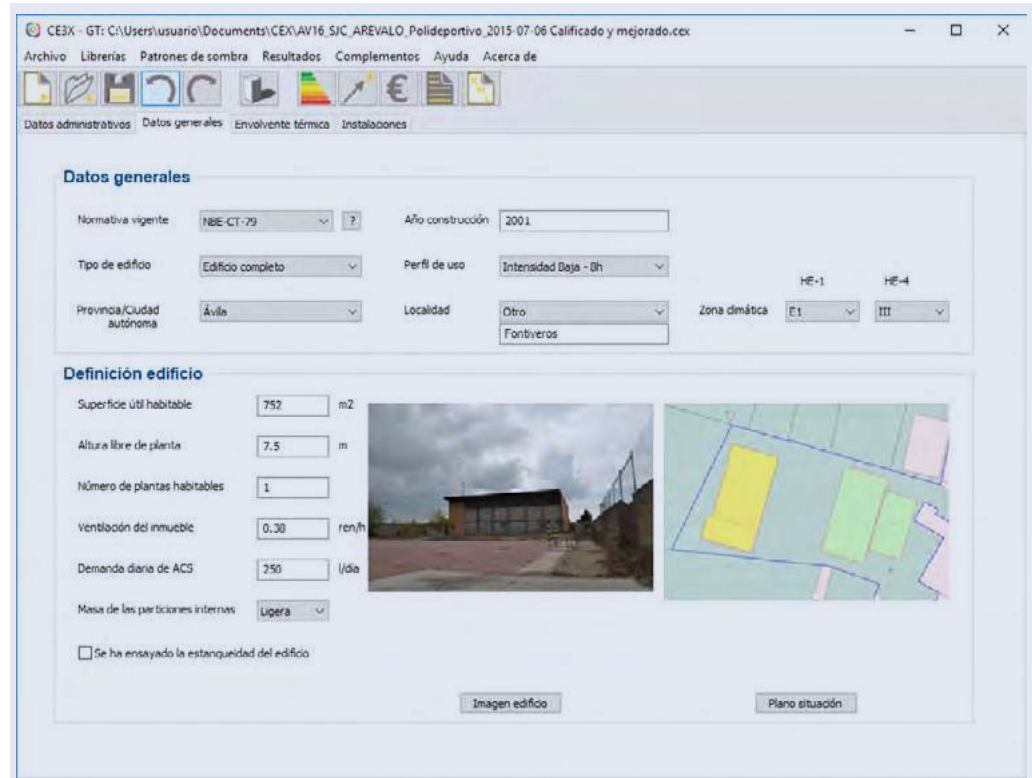 CE3X - GT: C:\Users\usuario\Documents\CEX\AV16_SJC_AREVALO_Polideportivo_2015-07-06 Calificado y mejorado.cex
Archivo Librerías Patrones de sombra Resultados Complementos Ayuda Acerca de
Datos administrativos Datos generales Envolvente térmica Instalaciones
Datos generales
Normativa vigente NBE-CT-79 ? Año construcción 2001
Tipo de edificio Edificio completo Perfil de uso Intensidad Baja - 8h
HE-1 HE-4
Provincia/Ciudad autónoma Ávila Localidad Otro Zona climática E1 III
Fontiveros
Definición edificio
Superficie útil habitable 752 m2
Altura libre de planta 7.5 m
Número de plantas habitables 1
Ventilación del inmueble 0.38 ren/h
Demanda diaria de ACS 250 l/día
Masa de las particiones internas Ligera
Se ha ensayado la estanqueidad del edificio
Imagen edificio Plano situación